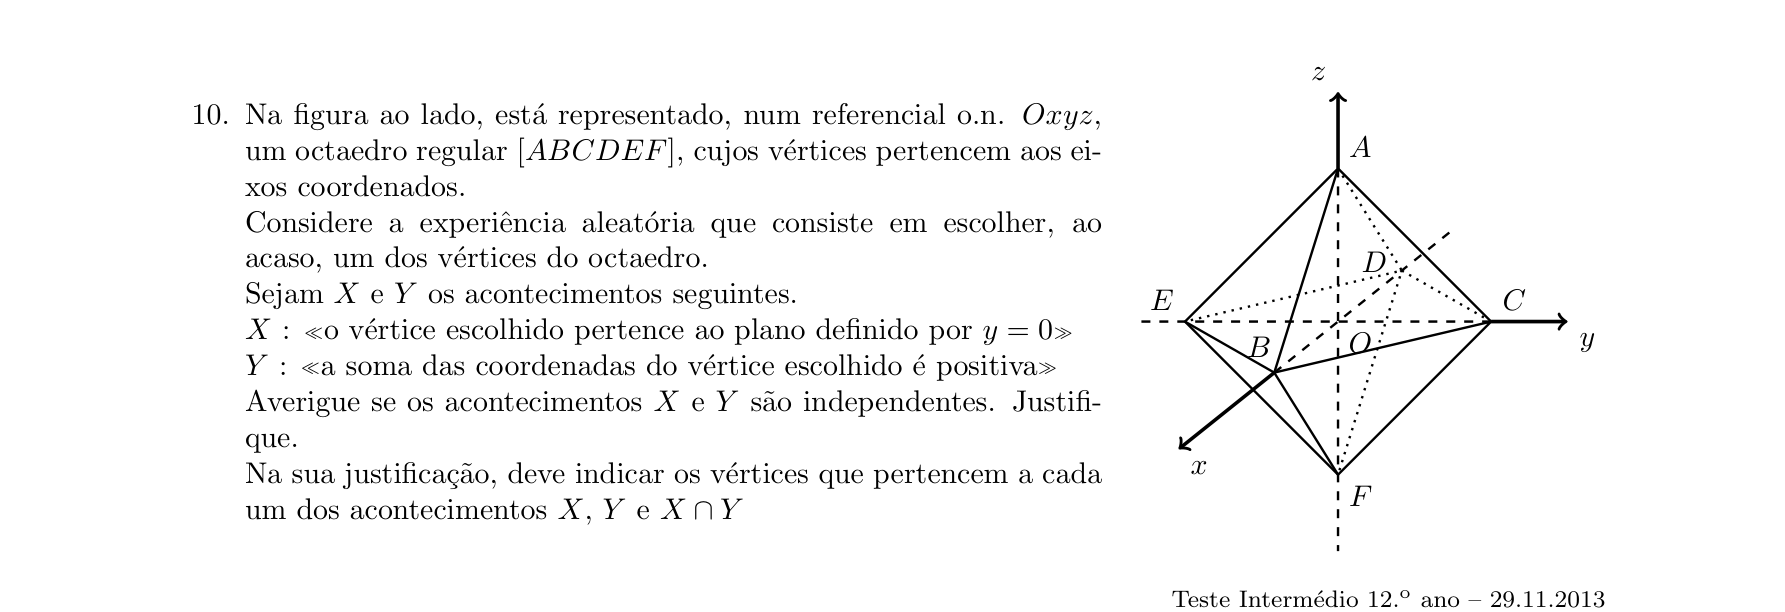 10. Na figura ao lado, está representado, num referencial o.n. Oxyz,
um octaedro regular [ABCDEF], cujos vértices pertencem aos ei-
xos coordenados.
Considere a experiência aleatória que consiste em escolher, ao
acaso, um dos vértices do octaedro.
Sejam X e Y os acontecimentos seguintes.
X : ≪o vértice escolhido pertence ao plano definido por y = 0≫
Y : ≪a soma das coordenadas do vértice escolhido é positiva≫
Averigue se os acontecimentos X e Y são independentes. Justifi-
que.
Na sua justificação, deve indicar os vértices que pertencem a cada
um dos acontecimentos X, Y e X ∩ Y
z
A
D
E
C
B
O
y
x
F
Teste Intermédio 12.º ano – 29.11.2013